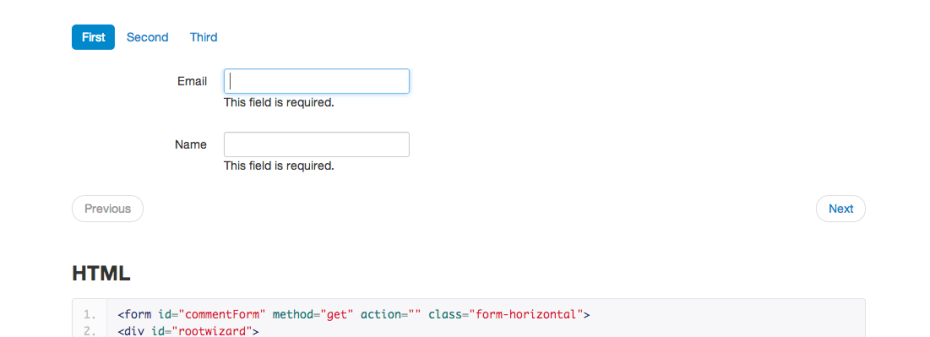 First Second Third
Email
This field is required.
Name
This field is required.
Previous Next
HTML
1. <form id="commentForm" method="get" action="" class="form-horizontal">
2. <div id="rootwizard">